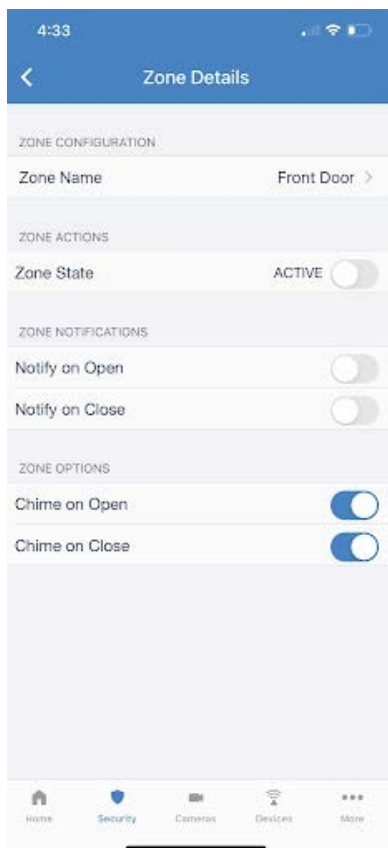 4:33
Zone Details
ZONE CONFIGURATION
Zone Name Front Door >
ZONE ACTIONS
Zone State ACTIVE
ZONE NOTIFICATIONS
Notify on Open
Notify on Close
ZONE OPTIONS
Chime on Open
Chime on Close
Home Security Cameras Devices More